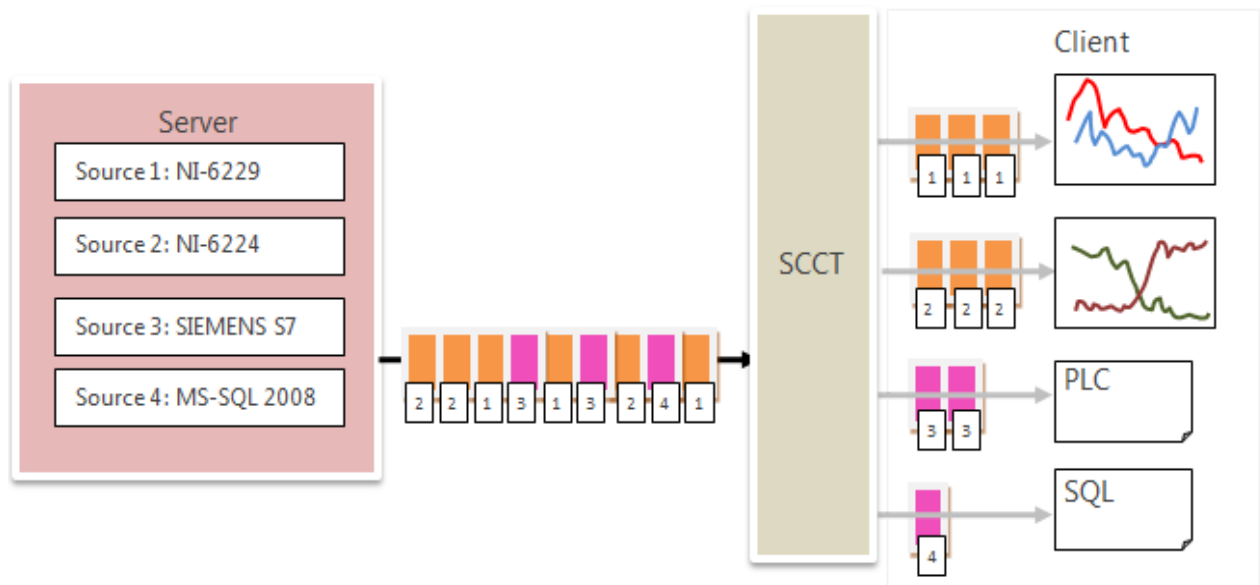 Server
Source 1: NI-6229
Source 2: NI-6224
Source 3: SIEMENS S7
Source 4: MS-SQL 2008
2 2 1 3 1 3 2 4 1
SCCT
Client
1 1 1
2 2 2
3 3
PLC
4
SQL